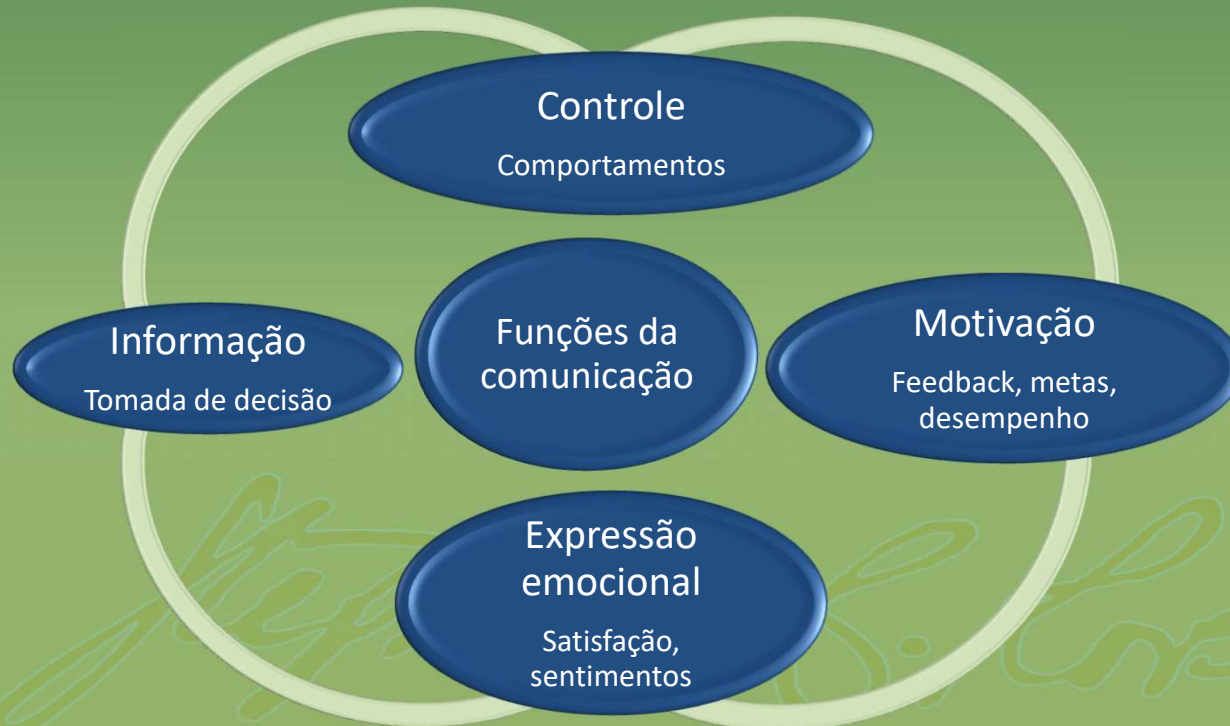 Controle
Comportamentos
Informação
Tomada de decisão
Funções da
comunicação
Motivação
Feedback, metas,
desempenho
Expressão
emocional
Satisfação,
sentimentos